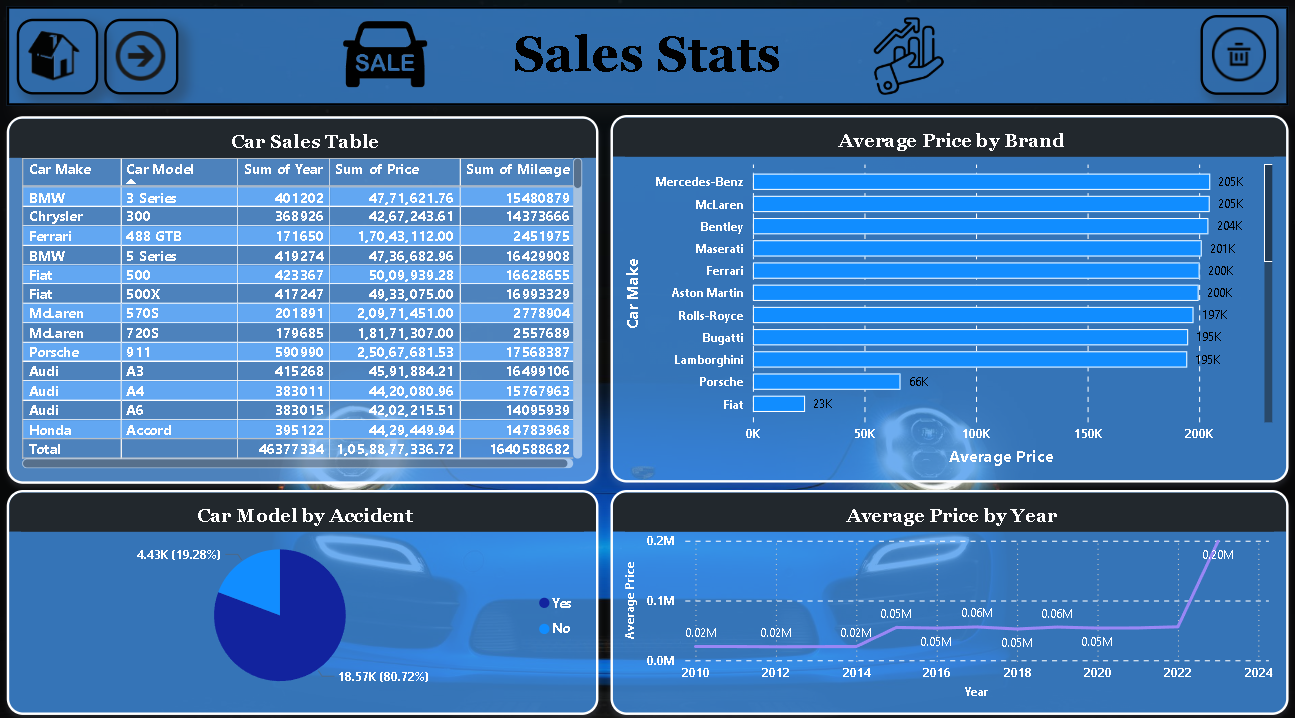 SALE
Sales Stats
Car Sales Table
Car Make Car Model Sum of Year Sum of Price Sum of Mileage
BMW 3 Series 401202 47,71,621.76 15480879
Chrysler 300 368926 42,67,243.61 14373666
Ferrari 488 GTB 171650 1,70,43,112.00 2451975
BMW 5 Series 419274 47,36,682.96 16429908
Fiat 500 423367 50,09,939.28 16628655
Fiat 500X 417247 49,33,075.00 16993329
McLaren 570S 201891 2,09,71,451.00 2778904
McLaren 720S 179685 1,81,71,307.00 2557689
Porsche 911 590990 2,50,67,681.53 17568387
Audi A3 415268 45,91,884.21 16499106
Audi A4 383011 44,20,080.96 15767963
Audi A6 383015 42,02,215.51 14095939
Honda Accord 395122 44,29,449.94 14783968
Total 46377334 1,05,88,77,336.72 1640588682
Average Price by Brand
Car Make
Mercedes-Benz 205K
McLaren 205K
Bentley 204K
Maserati 201K
Ferrari 200K
Aston Martin 200K
Rolls-Royce 197K
Bugatti 195K
Lamborghini 195K
Porsche 66K
Fiat 23K
0K 50K 100K 150K 200K
Average Price
Car Model by Accident
4.43K (19.28%)
Yes
No
18.57K (80.72%)
Average Price by Year
Average Price
0.2M
0.1M
0.0M
0.02M 0.02M 0.02M 0.05M 0.05M 0.06M 0.05M 0.06M 0.05M 0.20M
2010 2012 2014 2016 2018 2020 2022 2024
Year